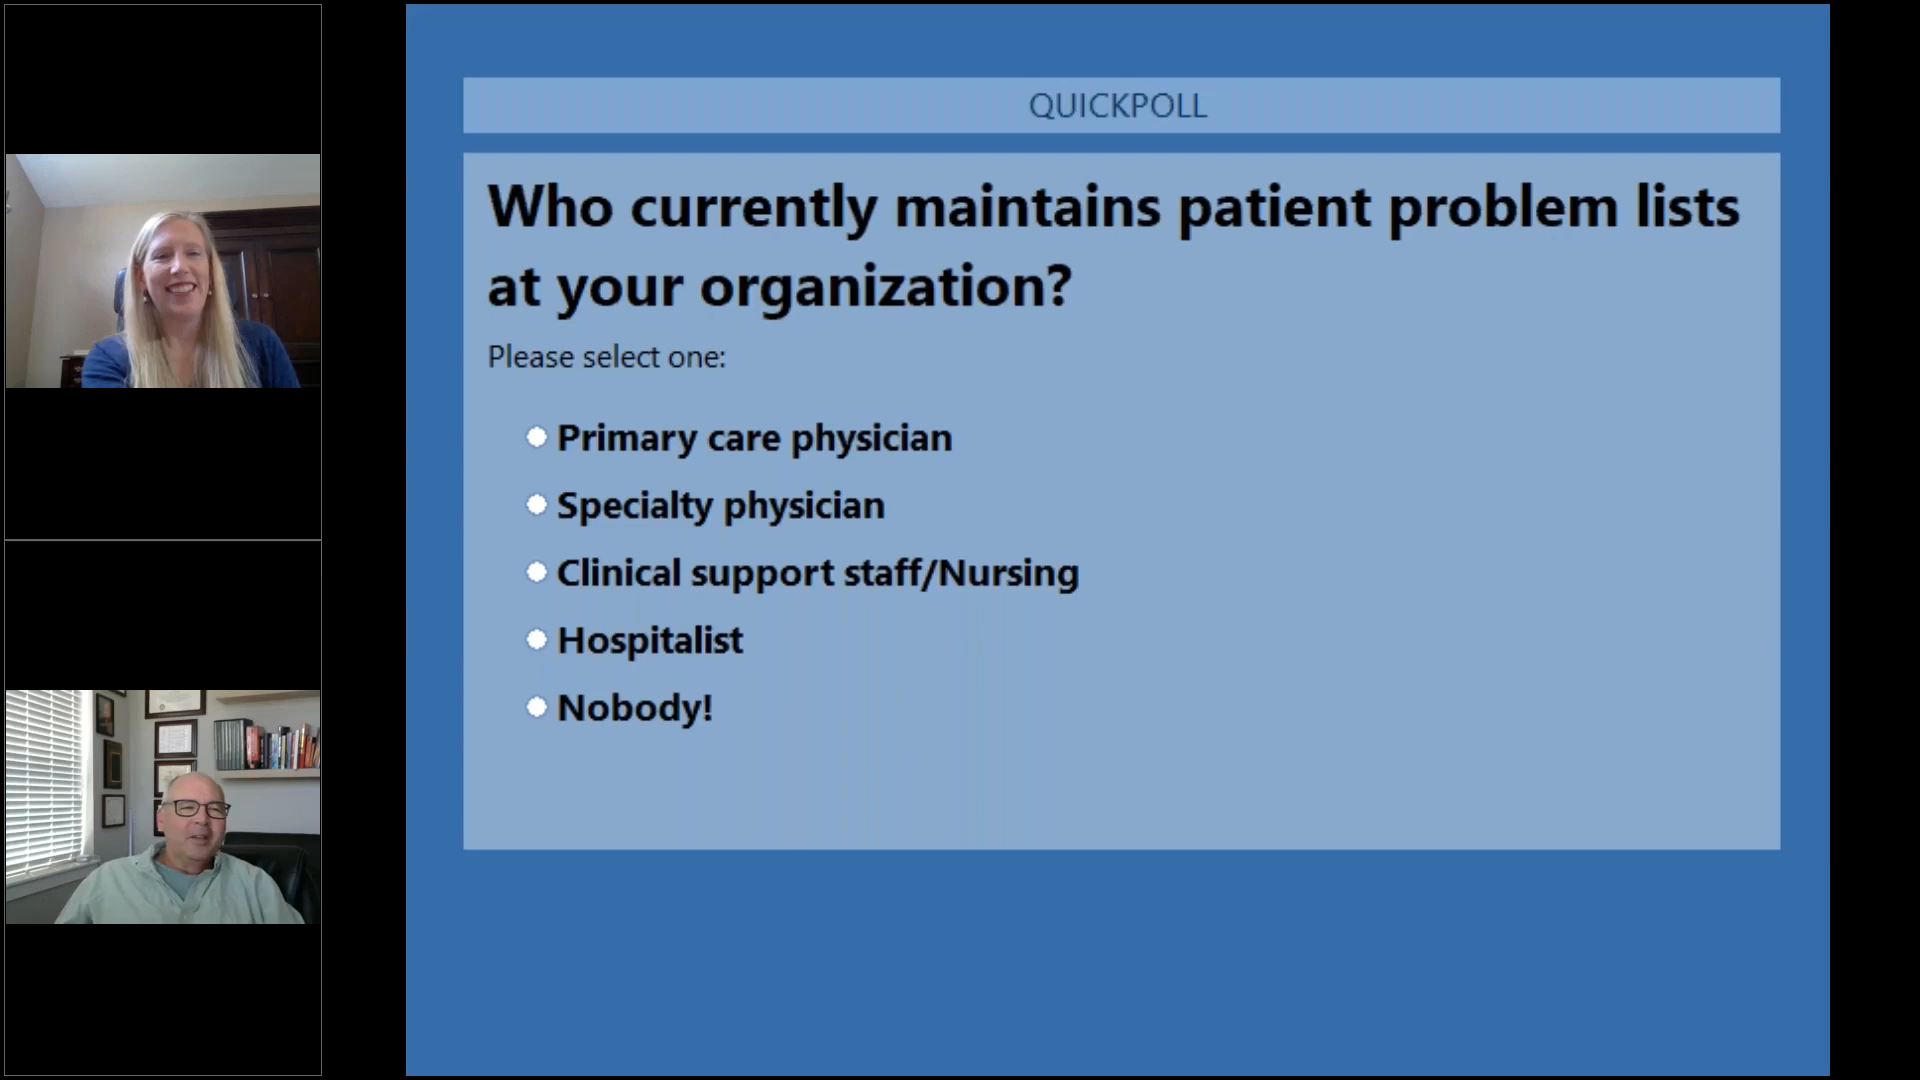 QUICKPOLL
Who currently maintains patient problem lists
at your organization?
Please select one:
Primary care physician
Specialty physician
Clinical support staff/Nursing
Hospitalist
Nobody!